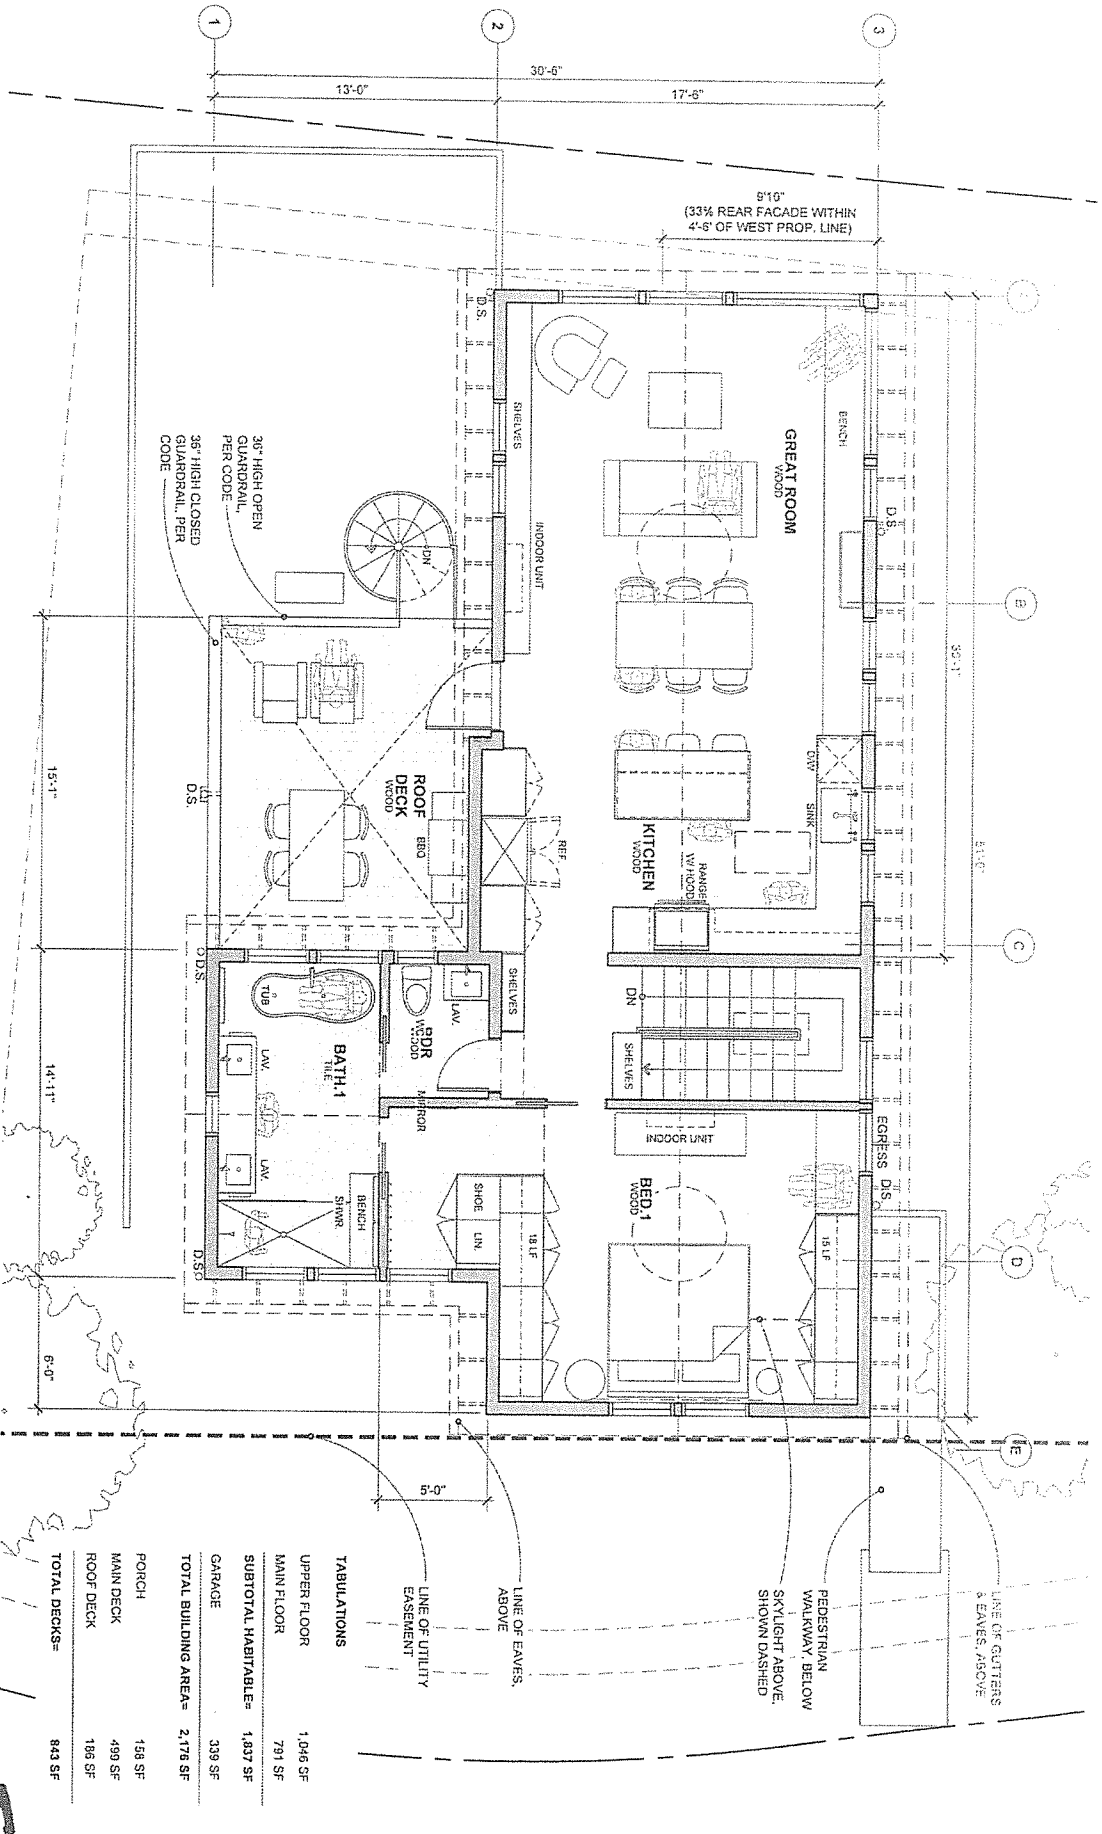 1
2
3
30'-6"
13'-0"
17'-6"
9'10"
(33% REAR FACADE WITHIN
4'-6' OF WEST PROP. LINE)
B
C
D
E
30'-1"
51'-0"
D.S.
SHELVES
INDOOR UNIT
GREAT ROOM
WOOD
BENCH
D.S.
36" HIGH OPEN
GUARDRAIL,
PER CODE
36" HIGH CLOSED
GUARDRAIL, PER
CODE
DN
ROOF
DECK
WOOD
BBQ
D.S.
REF.
KITCHEN
WOOD
RANGE
W/ HOOD
D/W
SINK
15'-1"
14'-11"
6'-0"
D.S.
TUB
LAV.
PDR
WOOD
SHELVES
DN
SHELVES
BATH.1
TILE
LAV.
LAV.
MIRROR
BENCH
SHWR.
D.S.
SHOE
LIN.
18 LF
INDOOR UNIT
BED.1
WOOD
EGRESS
D.S.
15 LF
5'-0"
LINE OF GUTTERS
& EAVES, ABOVE
PEDESTRIAN
WALKWAY, BELOW
SKYLIGHT ABOVE,
SHOWN DASHED
LINE OF EAVES,
ABOVE
LINE OF UTILITY
EASEMENT
TABULATIONS
UPPER FLOOR 1,046 SF
MAIN FLOOR 791 SF
SUBTOTAL HABITABLE= 1,837 SF
GARAGE 339 SF
TOTAL BUILDING AREA= 2,176 SF
PORCH 158 SF
MAIN DECK 499 SF
ROOF DECK 186 SF
TOTAL DECKS= 843 SF